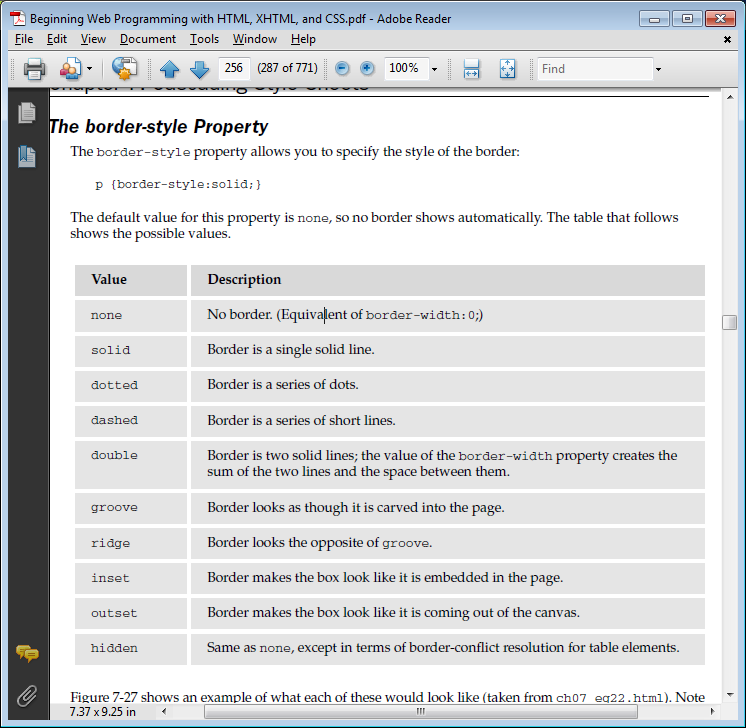 Beginning Web Programming with HTML, XHTML, and CSS.pdf - Adobe Reader
File Edit View Document Tools Window Help
256 (287 of 771) 100% Find
The border-style Property
The border-style property allows you to specify the style of the border:
p {border-style:solid;}
The default value for this property is none, so no border shows automatically. The table that follows
shows the possible values.
Value Description
none No border. (Equivalent of border-width:0;)
solid Border is a single solid line.
dotted Border is a series of dots.
dashed Border is a series of short lines.
double Border is two solid lines; the value of the border-width property creates the
sum of the two lines and the space between them.
groove Border looks as though it is carved into the page.
ridge Border looks the opposite of groove.
inset Border makes the box look like it is embedded in the page.
outset Border makes the box look like it is coming out of the canvas.
hidden Same as none, except in terms of border-conflict resolution for table elements.
Figure 7-27 shows an example of what each of these would look like (taken from ch07_eg22.html). Note
7.37 x 9.25 in